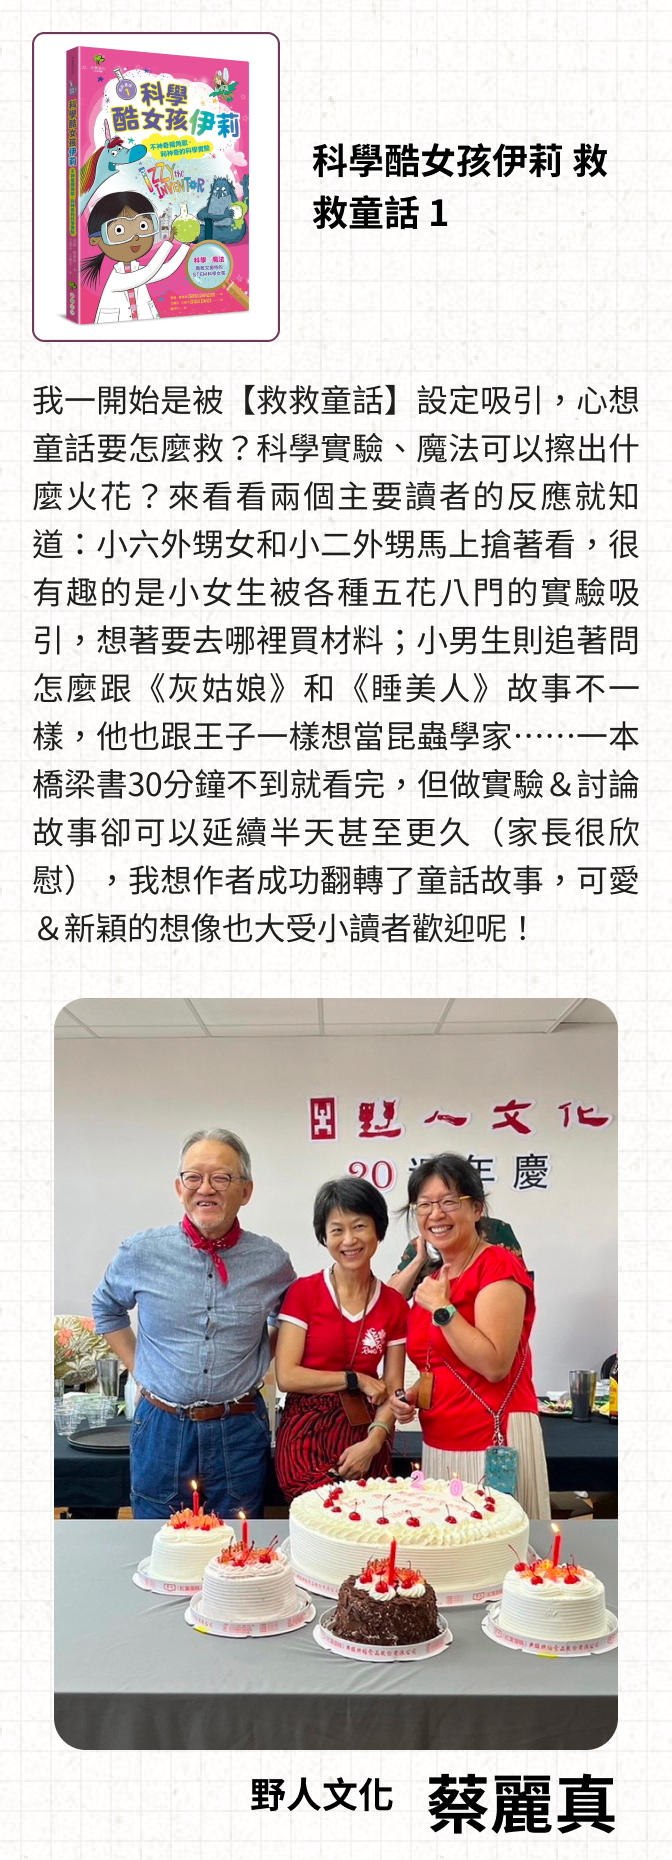 科學
酷女孩伊莉
不神奇獨角獸，
和神奇的科學實驗
IZZY the
INVENTOR
科學 魔法
科學酷女孩伊莉
科學酷女孩伊莉 救
救童話 1
我一開始是被【救救童話】設定吸引，心想
童話要怎麼救？科學實驗、魔法可以擦出什
麼火花？來看看兩個主要讀者的反應就知
道：小六外甥女和小二外甥馬上搶著看，很
有趣的是小女生被各種五花八門的實驗吸
引，想著要去哪裡買材料；小男生則追著問
怎麼跟《灰姑娘》和《睡美人》故事不一
樣，他也跟王子一樣想當昆蟲學家……一本
橋梁書30分鐘不到就看完，但做實驗＆討論
故事卻可以延續半天甚至更久（家長很欣
慰），我想作者成功翻轉了童話故事，可愛
＆新穎的想像也大受小讀者歡迎呢！
野人文化
20週年慶
20
野人文化 蔡麗真